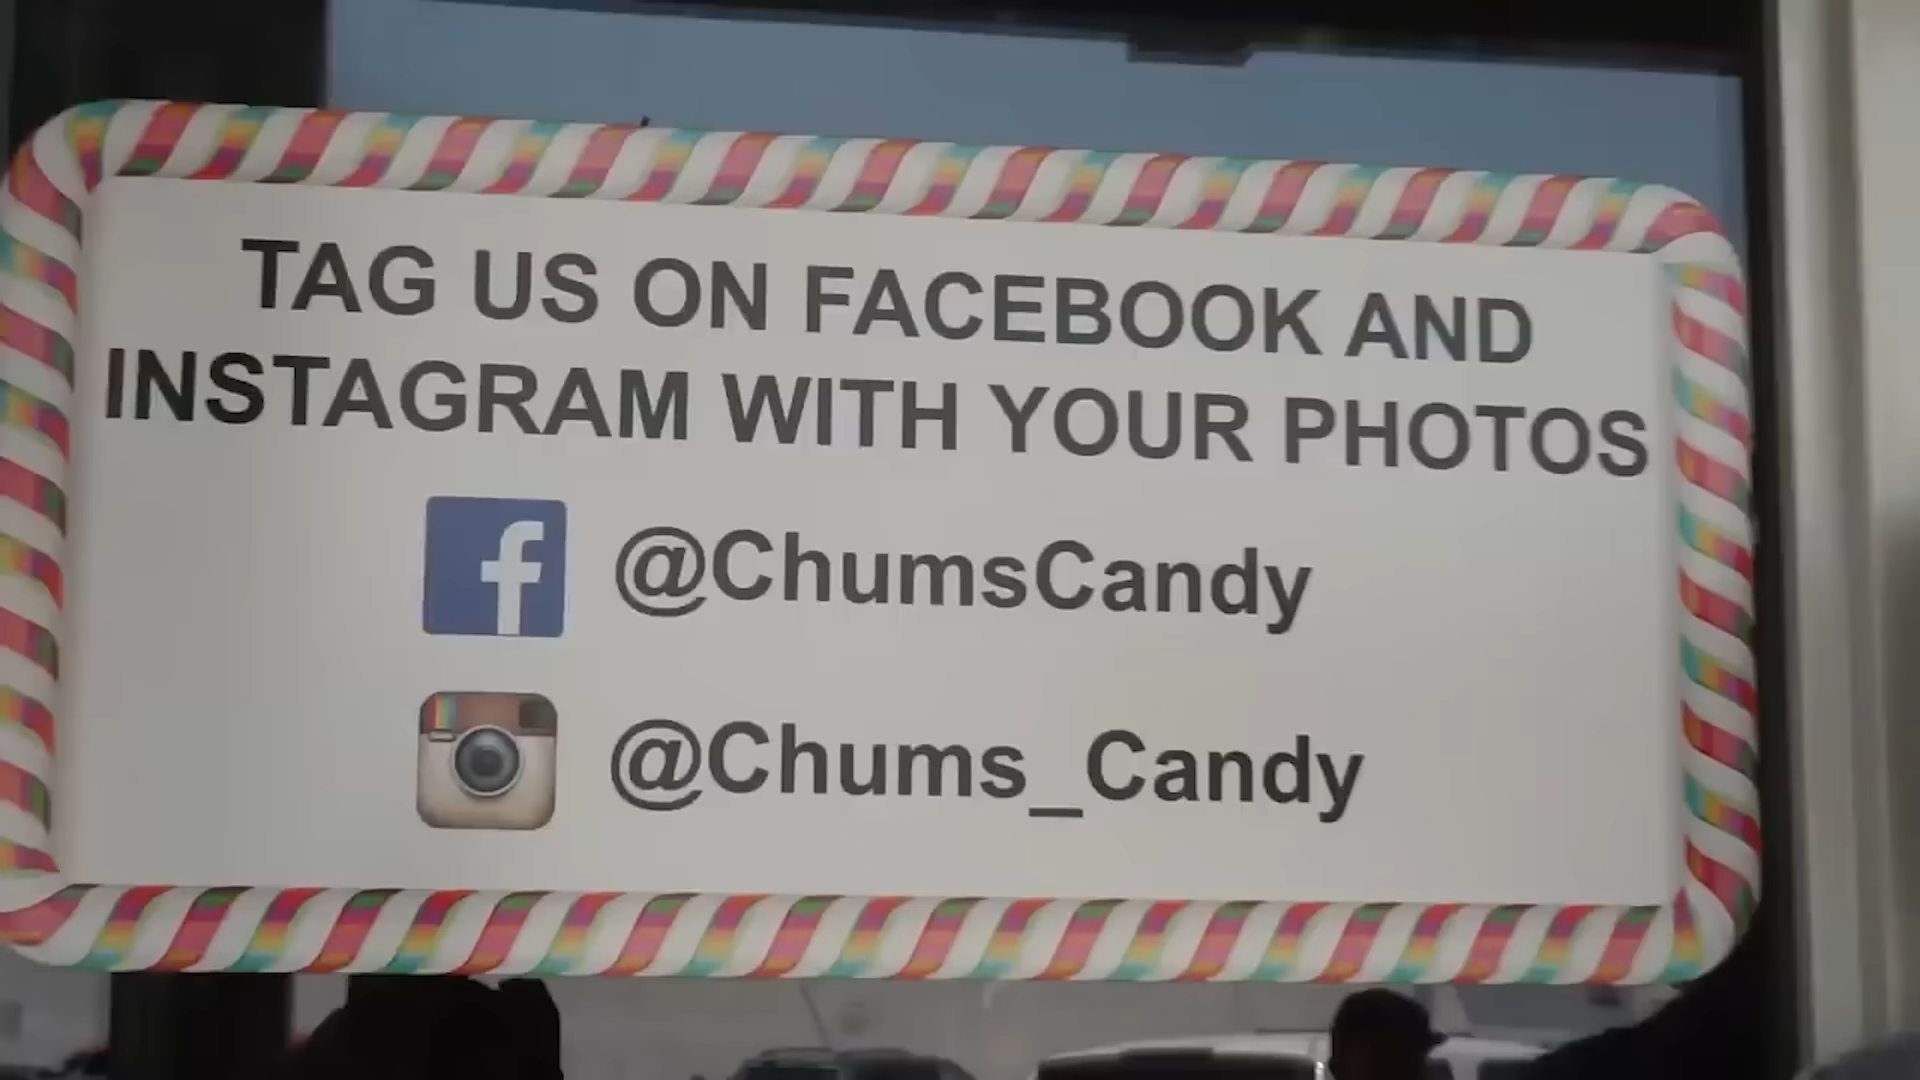 TAG US ON FACEBOOK AND
INSTAGRAM WITH YOUR PHOTOS
@ChumsCandy
@Chums_Candy